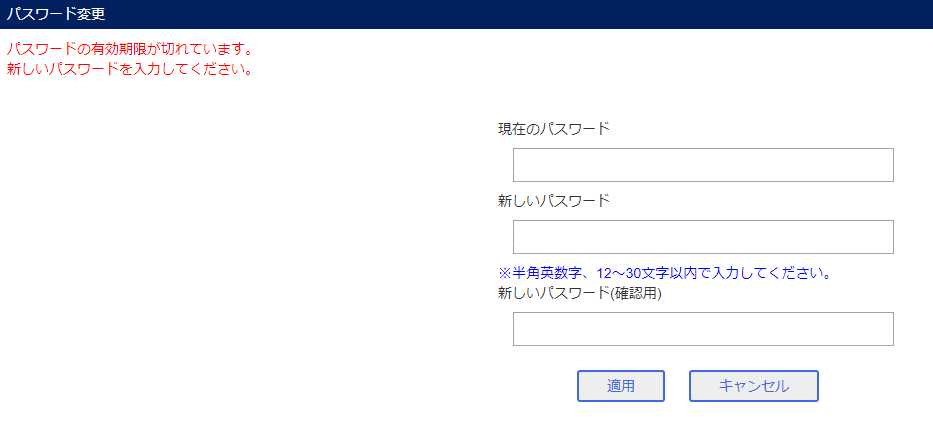 パスワード変更
パスワードの有効期限が切れています。
新しいパスワードを入力してください。
現在のパスワード
新しいパスワード
※半角英数字、12～30文字以内で入力してください。
新しいパスワード(確認用)
適用 キャンセル